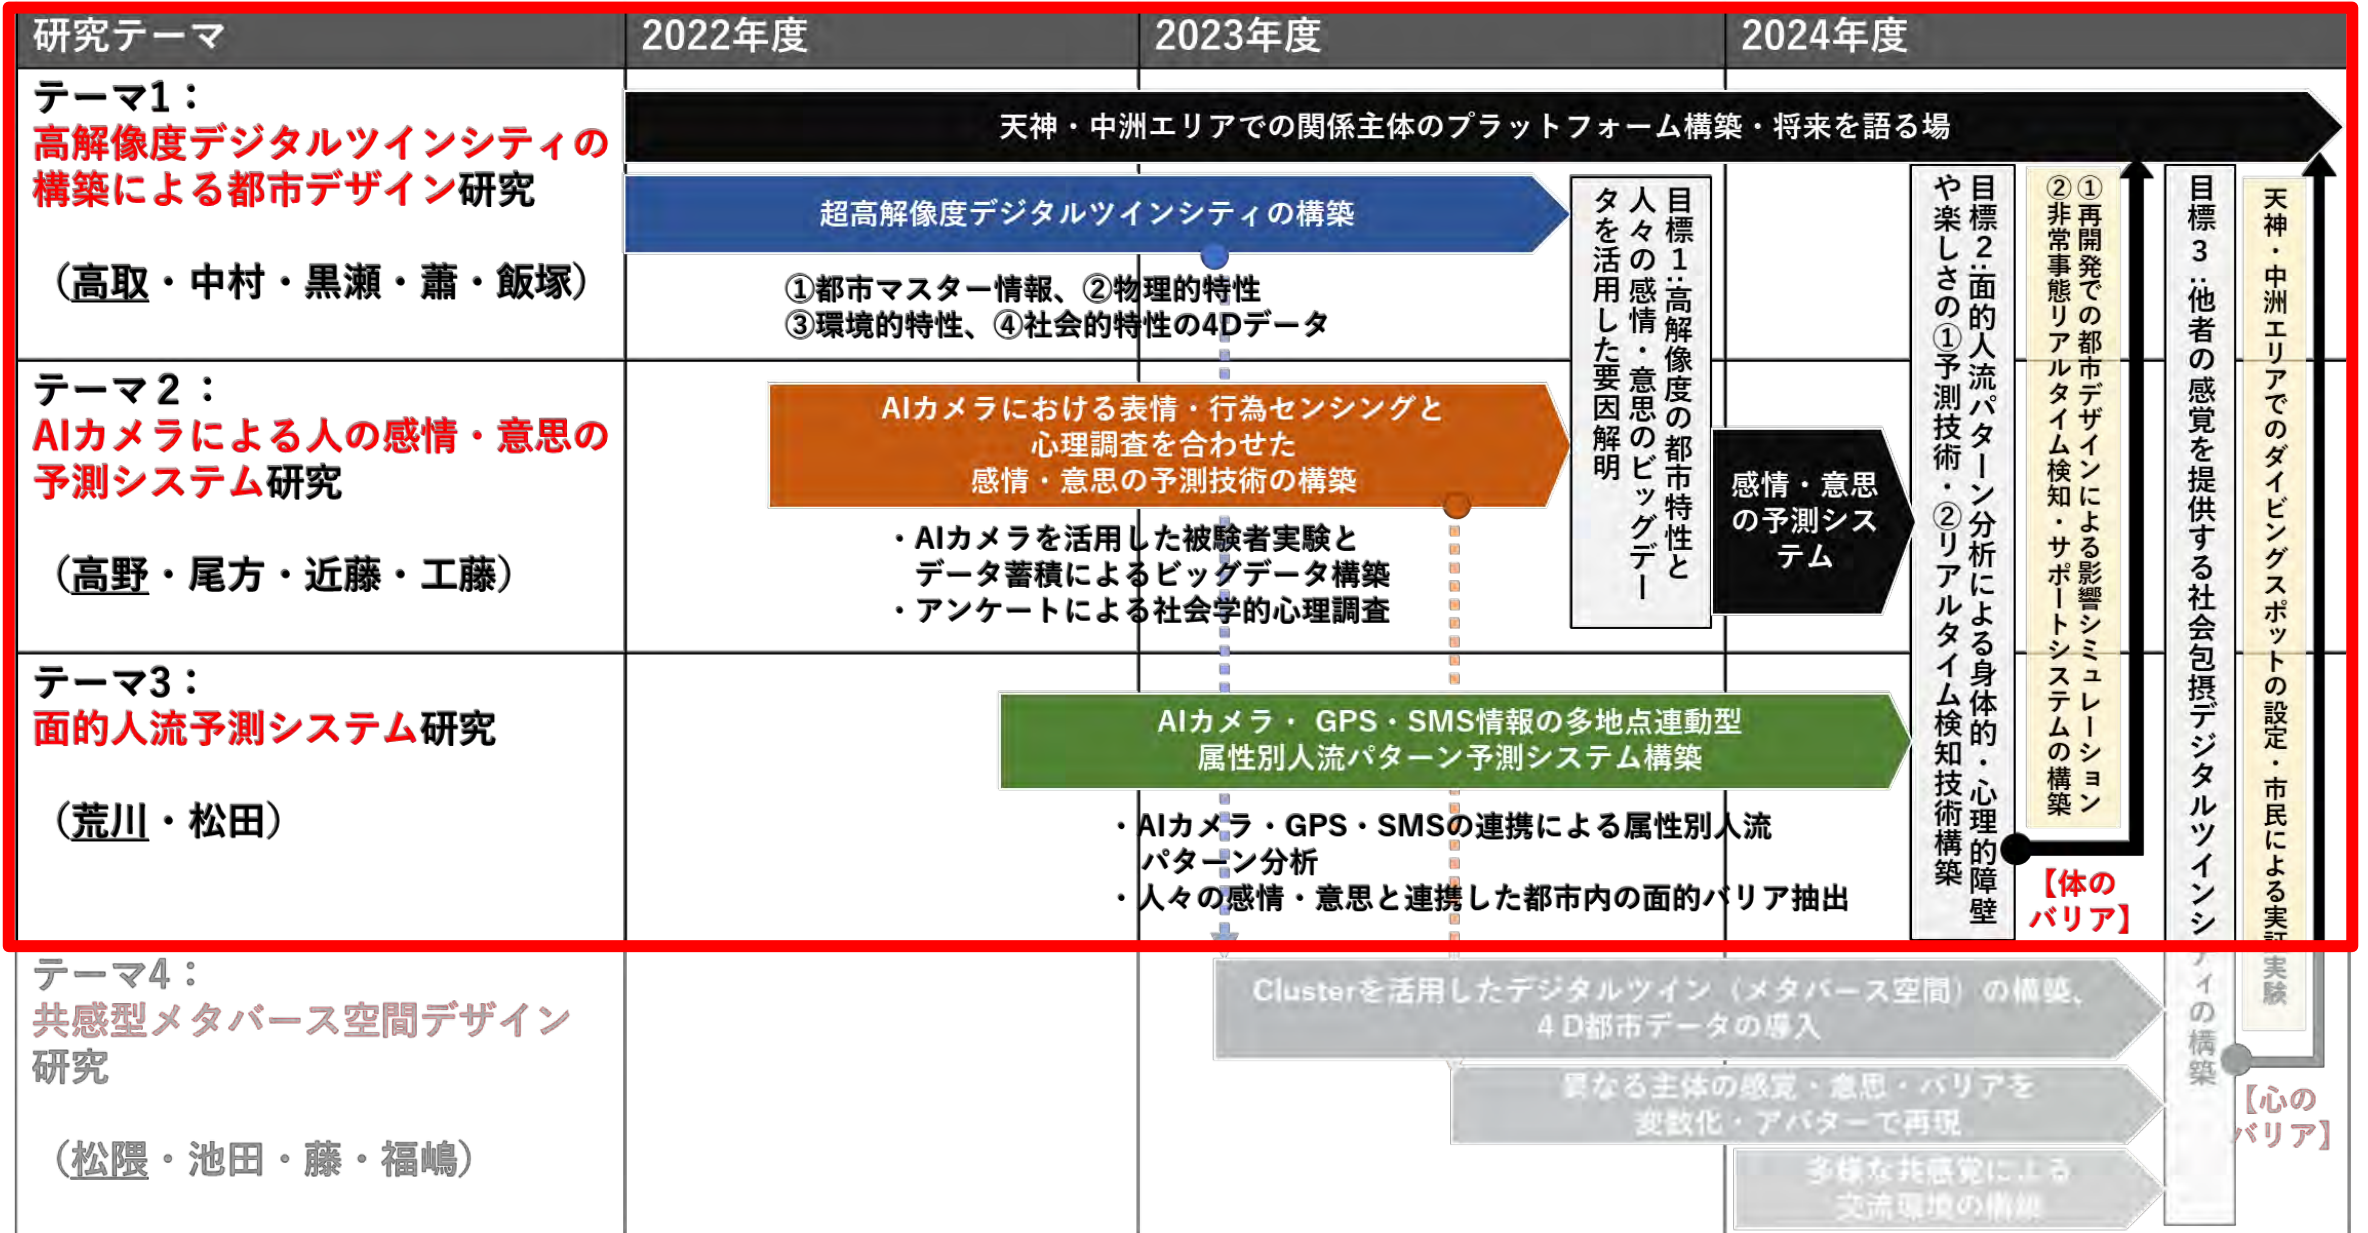 研究テーマ
2022年度
2023年度
2024年度
テーマ1：
高解像度デジタルツインシティの
構築による都市デザイン研究
（高取・中村・黒瀬・蕭・飯塚）
天神・中洲エリアでの関係主体のプラットフォーム構築・将来を語る場
超高解像度デジタルツインシティの構築
①都市マスター情報、②物理的特性
③環境的特性、④社会的特性の4Dデータ
テーマ２：
AIカメラによる人の感情・意思の
予測システム研究
（高野・尾方・近藤・工藤）
AIカメラにおける表情・行為センシングと
心理調査を合わせた
感情・意思の予測技術の構築
・AIカメラを活用した被験者実験と
データ蓄積によるビッグデータ構築
・アンケートによる社会学的心理調査
目標１：高解像度の都市特性と
人々の感情・意思のビッグデー
タを活用した要因解明
感情・意思
の予測シス
テム
テーマ3：
面的人流予測システム研究
（荒川・松田）
AIカメラ・ GPS・SMS情報の多地点連動型
属性別人流パターン予測システム構築
・AIカメラ・GPS・SMSの連携による属性別人流
パターン分析
・人々の感情・意思と連携した都市内の面的バリア抽出
目標２：面的人流パターン分析による身体的・心理的障壁
や楽しさの①予測技術・②リアルタイム検知技術構築
①再開発での都市デザインによる影響シミュレーション
②非常事態リアルタイム検知・サポートシステムの構築
【体の
バリア】
目標３：他者の感覚を提供する社会包摂デジタルツインシティの構築
天神・中洲エリアでのダイビングスポットの設定・市民による実証実験
テーマ4：
共感型メタバース空間デザイン
研究
（松隈・池田・藤・福嶋）
Clusterを活用したデジタルツイン（メタバース空間）の構築、
４D都市データの導入
異なる主体の感覚・意思・バリアを
変数化・アバターで再現
多様な共感覚による
交流環境の構築
【心の
バリア】